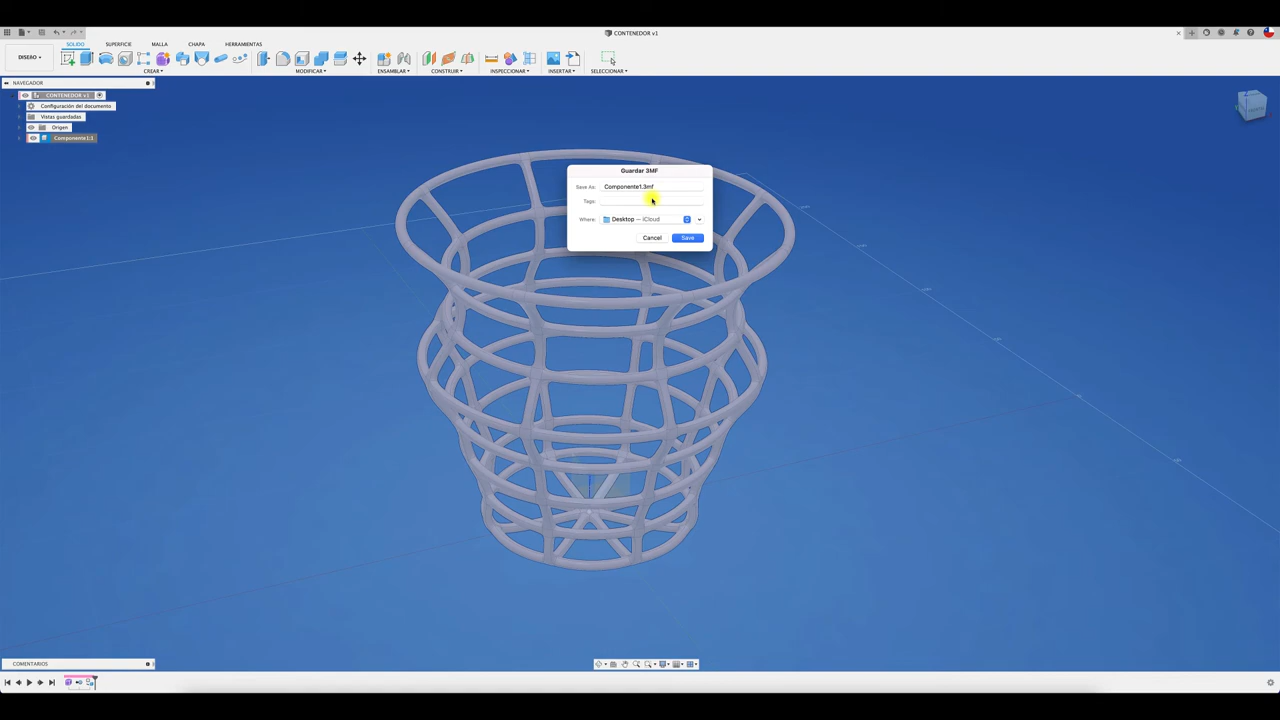 CONTENEDOR v1
DISEÑO
SOLIDO
SUPERFICIE
MALLA
CHAPA
HERRAMIENTAS
CREAR
MODIFICAR
ENSAMBLAR
CONSTRUIR
INSPECCIONAR
INSERTAR
SELECCIONAR
NAVEGADOR
CONTENEDOR v1
Configuración del documento
Vistas guardadas
Origen
Componente1:1
Guardar 3MF
Save As: Componente1.3mf
Tags:
Where: Desktop — iCloud
Cancel
Save
COMENTARIOS